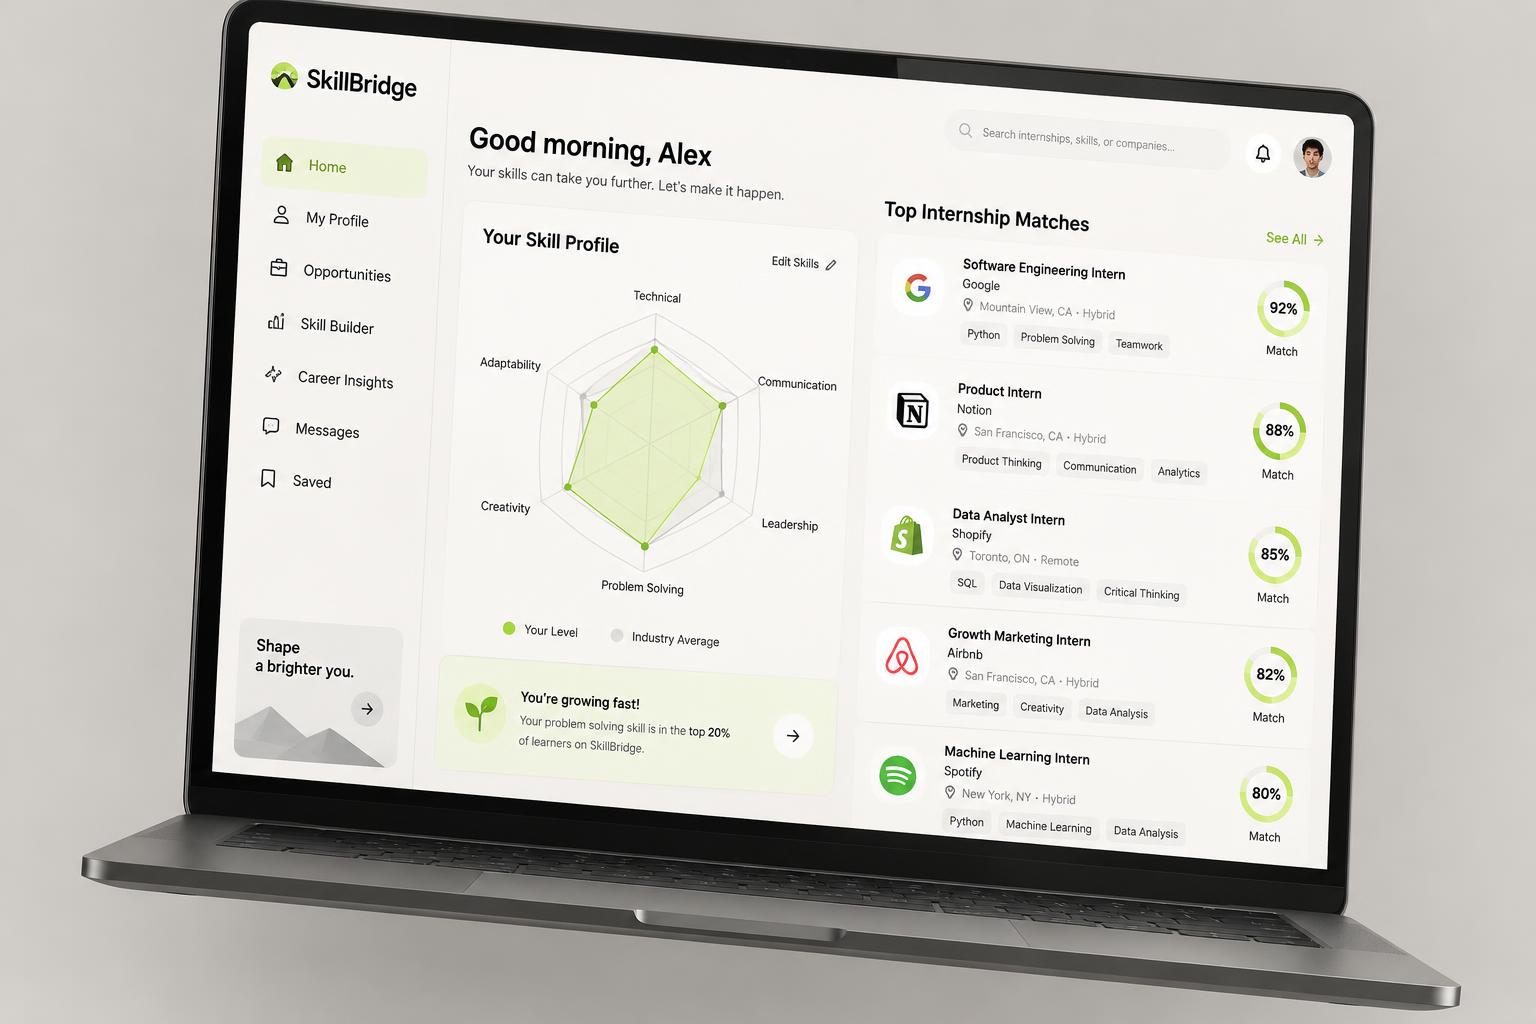 SkillBridge
Home
My Profile
Opportunities
Skill Builder
Career Insights
Messages
Saved
Shape
a brighter you.
Good morning, Alex
Your skills can take you further. Let's make it happen.
Search internships, skills, or companies...
Your Skill Profile
Edit Skills
Technical
Adaptability
Communication
Creativity
Leadership
Problem Solving
Your Level
Industry Average
You're growing fast!
Your problem solving skill is in the top 20%
of learners on SkillBridge.
Top Internship Matches
See All
Software Engineering Intern
Google
Mountain View, CA • Hybrid
Python Problem Solving Teamwork
92%
Match
N
Product Intern
Notion
San Francisco, CA • Hybrid
Product Thinking Communication Analytics
88%
Match
Data Analyst Intern
Shopify
Toronto, ON • Remote
SQL Data Visualization Critical Thinking
85%
Match
Growth Marketing Intern
Airbnb
San Francisco, CA • Hybrid
Marketing Creativity Data Analysis
82%
Match
Machine Learning Intern
Spotify
New York, NY • Hybrid
Python Machine Learning Data Analysis
80%
Match